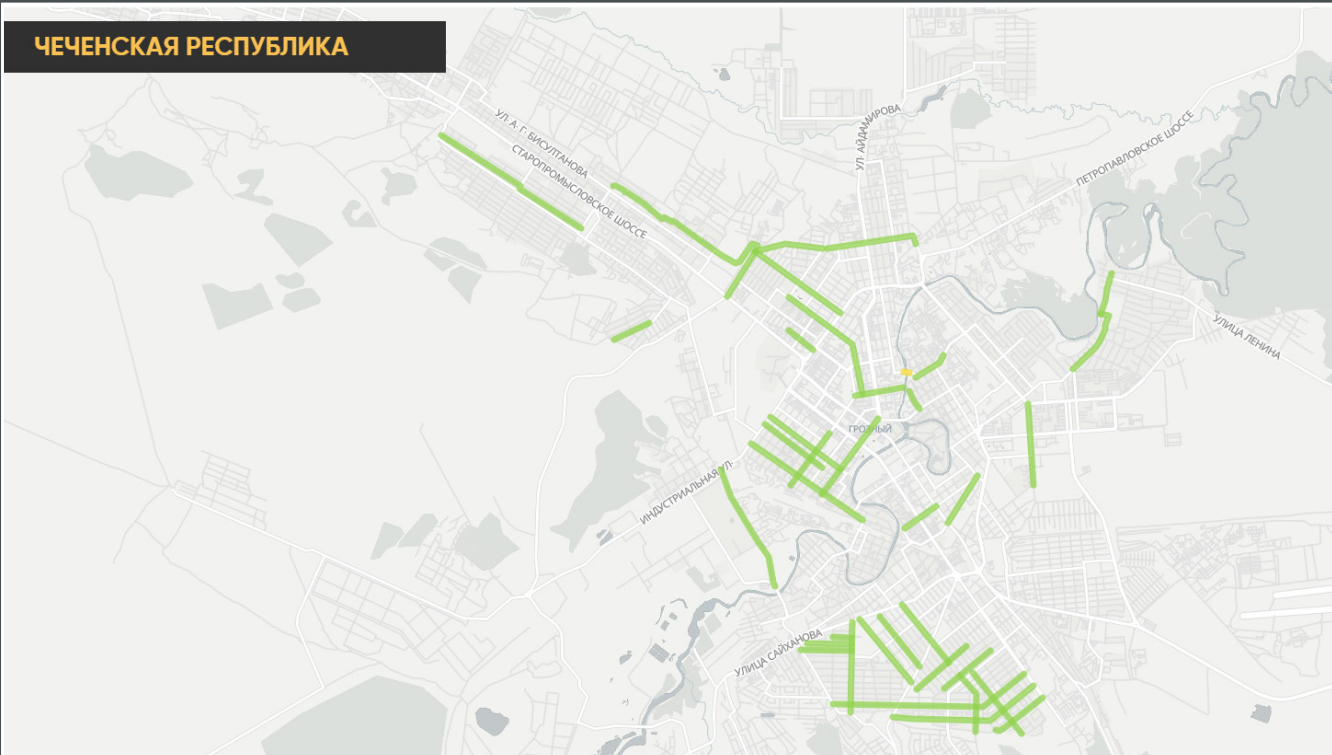 ЧЕЧЕНСКАЯ РЕСПУБЛИКА
УЛ. А. Г. БИСУЛТАНОВА
СТАРОПРОМЫСЛОВСКОЕ ШОССЕ
УЛ. АЙДАМИРОВА
ПЕТРОПАВЛОВСКОЕ ШОССЕ
УЛИЦА ЛЕНИНА
ГРОЗНЫЙ
ИНДУСТРИАЛЬНАЯ УЛ.
УЛИЦА САЙХАНОВА